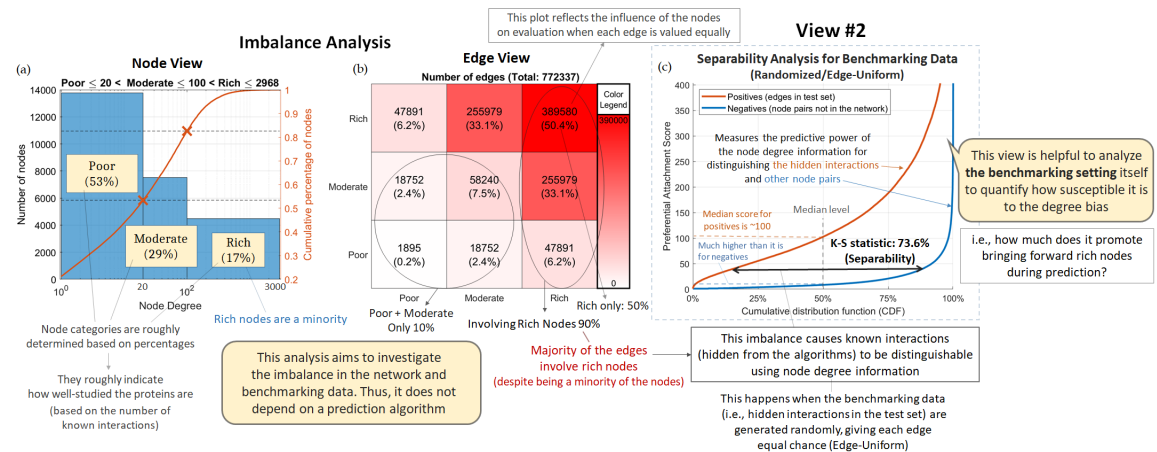 This plot reflects the influence of the nodes
on evaluation when each edge is valued equally
View #2
Imbalance Analysis
Node View
(a)
Poor ≤ 20 < Moderate ≤ 100 < Rich ≤ 2968
14000
12000
10000
8000
6000
4000
2000
0
Number of nodes
Poor
(53%)
Moderate
(29%)
Rich
(17%)
1
0.9
0.8
0.7
0.6
0.5
0.4
0.3
0.2
Cumulative percentage of nodes
10^0
20
10^2
3000
Node Degree
Node categories are roughly
determined based on percentages
Rich nodes are a minority
They roughly indicate
how well-studied the proteins are
(based on the number of
known interactions)
Edge View
(b)
Number of edges (Total: 772337)
Rich
47891
(6.2%)
255979
(33.1%)
389580
(50.4%)
Moderate
18752
(2.4%)
58240
(7.5%)
255979
(33.1%)
Poor
1895
(0.2%)
18752
(2.4%)
47891
(6.2%)
Poor
Moderate
Rich
Color
Legend
390000
0
Rich only: 50%
Poor + Moderate
Only 10%
Involving Rich Nodes 90%
This analysis aims to investigate
the imbalance in the network and
benchmarking data. Thus, it does not
depend on a prediction algorithm
Majority of the edges
involve rich nodes
(despite being a minority of the nodes)
(c)
Separability Analysis for Benchmarking Data
(Randomized/Edge-Uniform)
Positives (edges in test set)
Negatives (node pairs not in the network)
400
350
300
250
200
150
100
50
0
Preferential Attachment Score
Measures the predictive power of
the node degree information for
distinguishing the hidden interactions
and other node pairs
Median score for
positives is ~100
Median level
Much higher than it is
for negatives
K-S statistic: 73.6%
(Separability)
0%
25%
50%
75%
100%
Cumulative distribution function (CDF)
This view is helpful to analyze
the benchmarking setting itself
to quantify how susceptible it is
to the degree bias
i.e., how much does it promote
bringing forward rich nodes
during prediction?
This imbalance causes known interactions
(hidden from the algorithms) to be distinguishable
using node degree information
This happens when the benchmarking data
(i.e., hidden interactions in the test set) are
generated randomly, giving each edge
equal chance (Edge-Uniform)